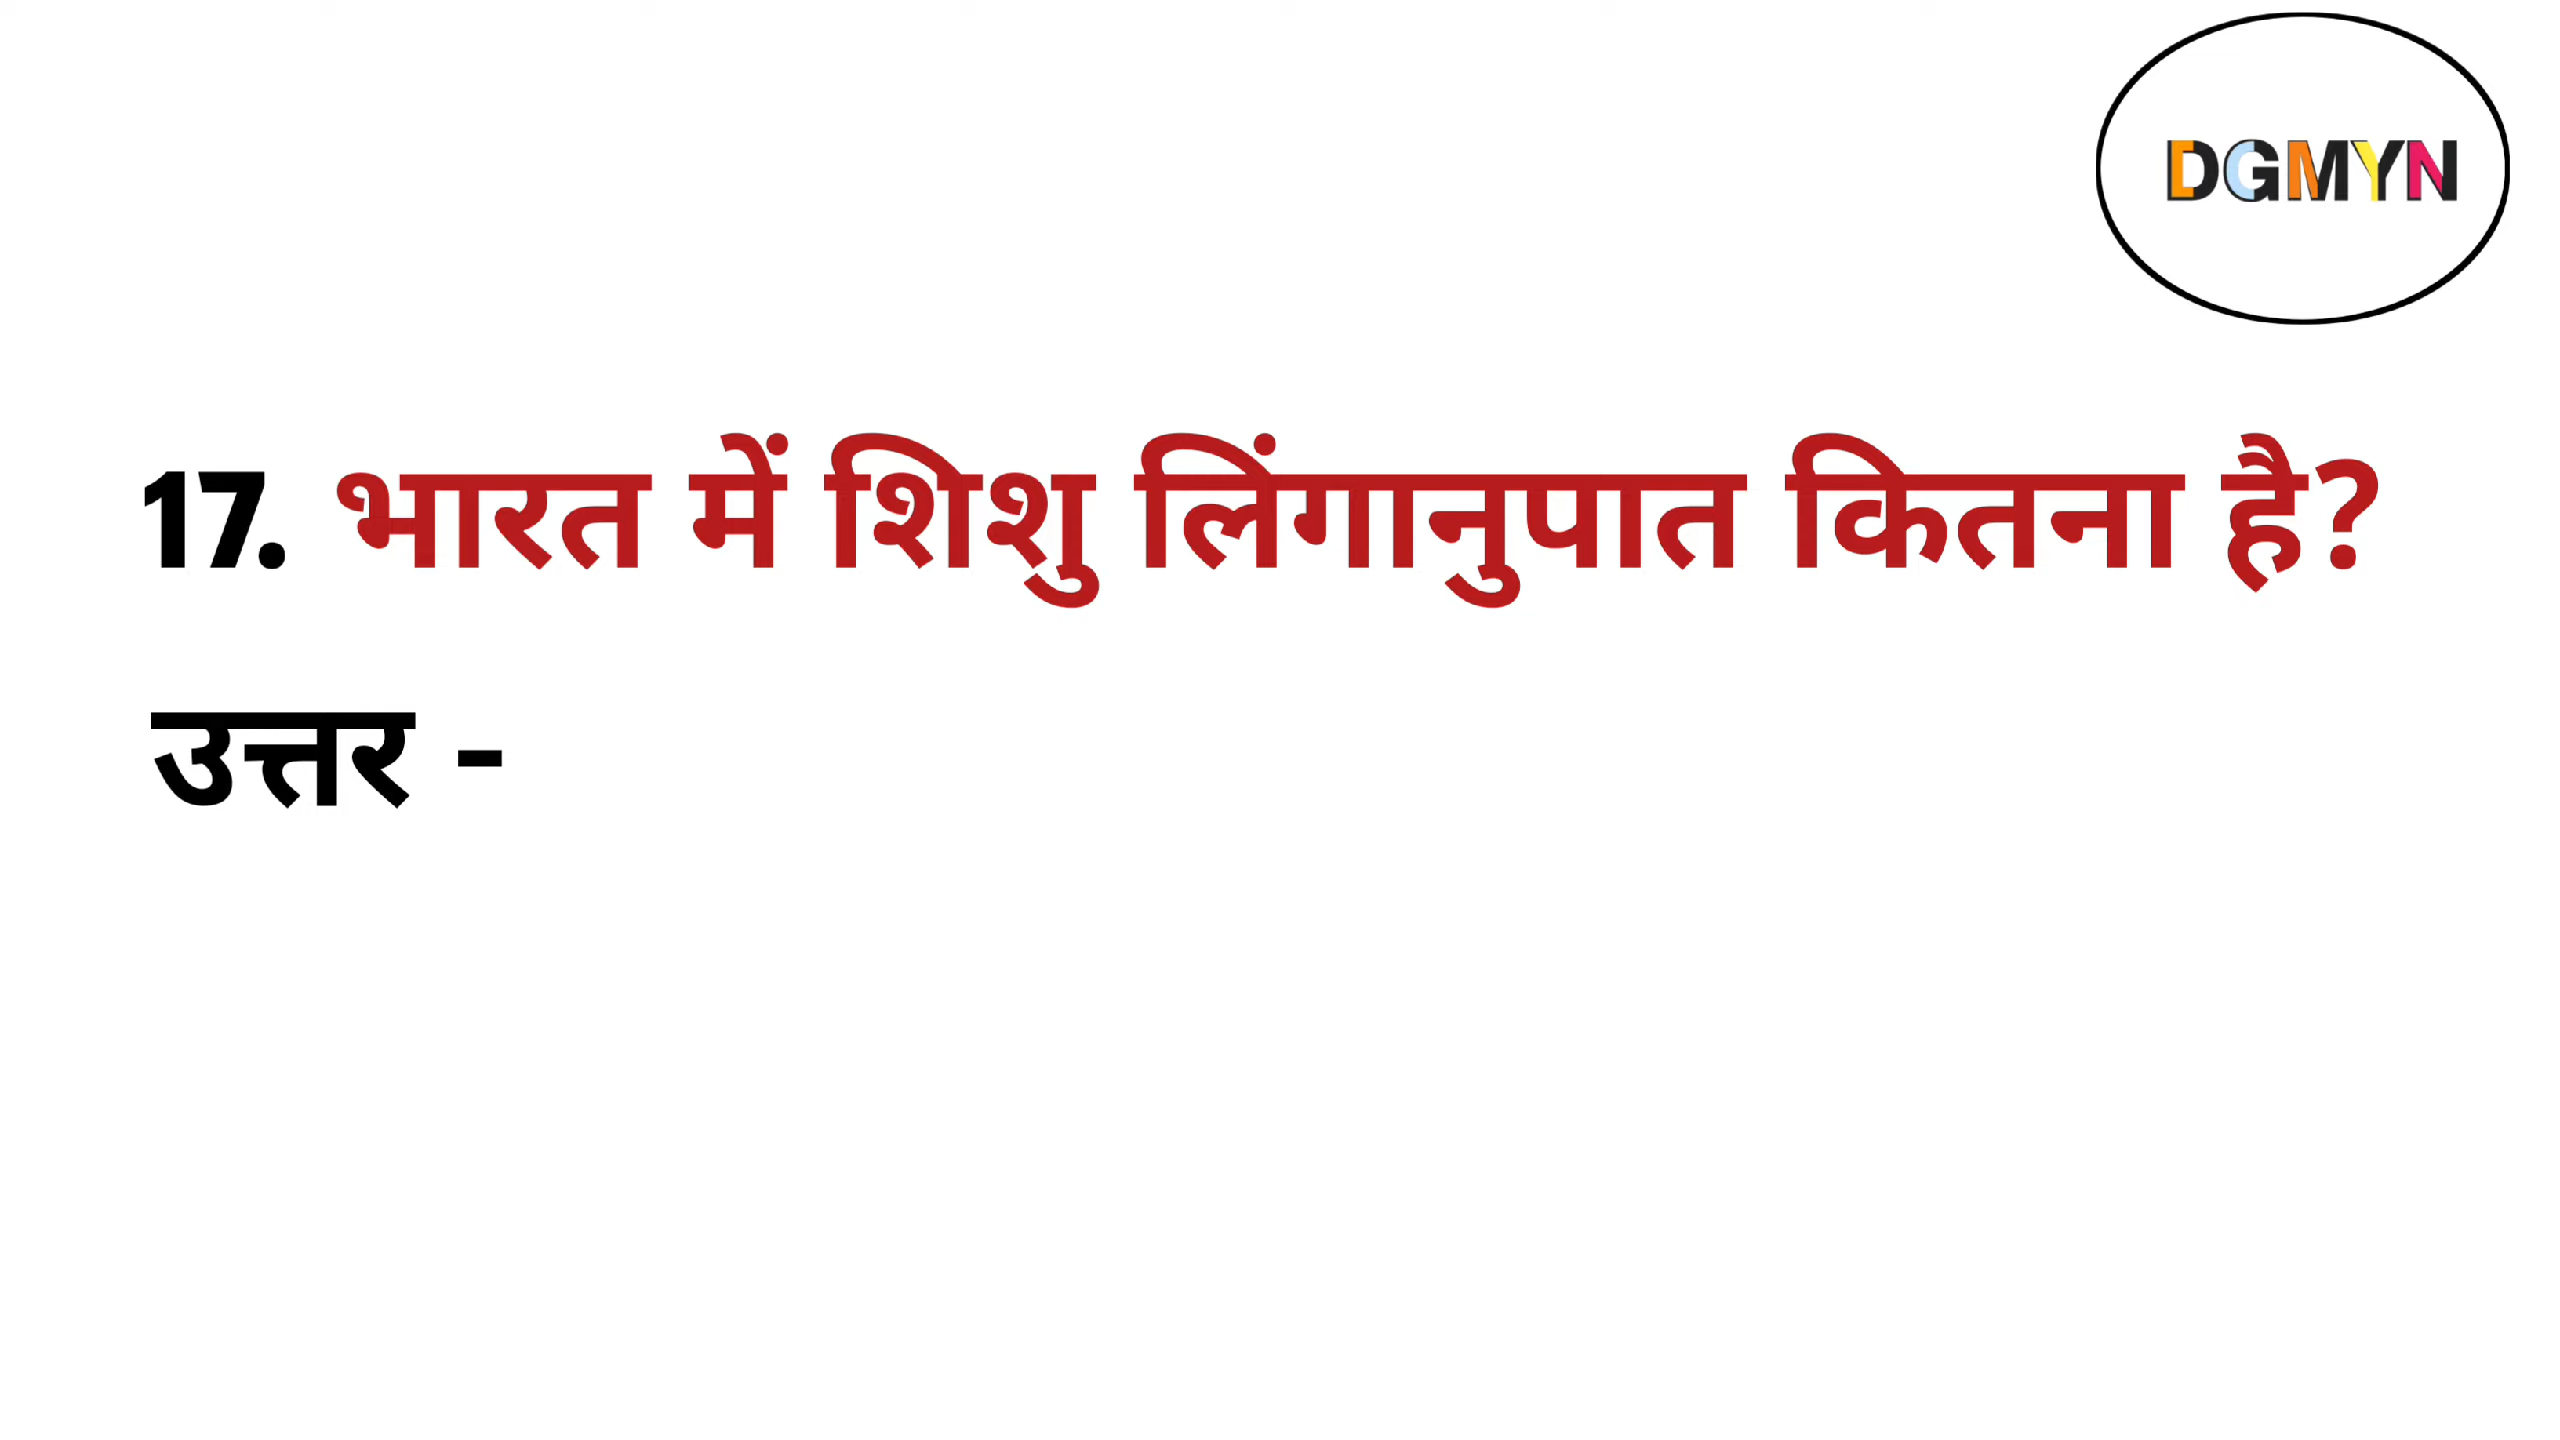 DGMYN
17. भारत में शिशु लिंगानुपात कितना है?
उत्तर -